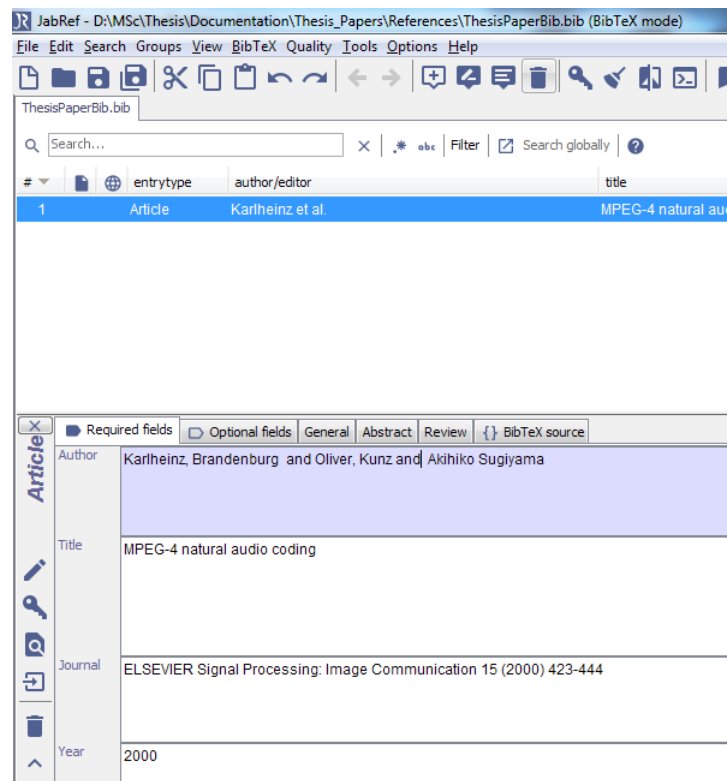 JabRef - D:\MSc\Thesis\Documentation\Thesis_Papers\References\ThesisPaperBib.bib (BibTeX mode)
File Edit Search Groups View BibTeX Quality Tools Options Help
ThesisPaperBib.bib
Search... .* abc Filter Search globally ?
# entrytype author/editor title
1 Article Karlheinz et al. MPEG-4 natural au
Required fields Optional fields General Abstract Review {} BibTeX source
Article
Author Karlheinz, Brandenburg and Oliver, Kunz and Akihiko Sugiyama
Title MPEG-4 natural audio coding
Journal ELSEVIER Signal Processing: Image Communication 15 (2000) 423-444
Year 2000